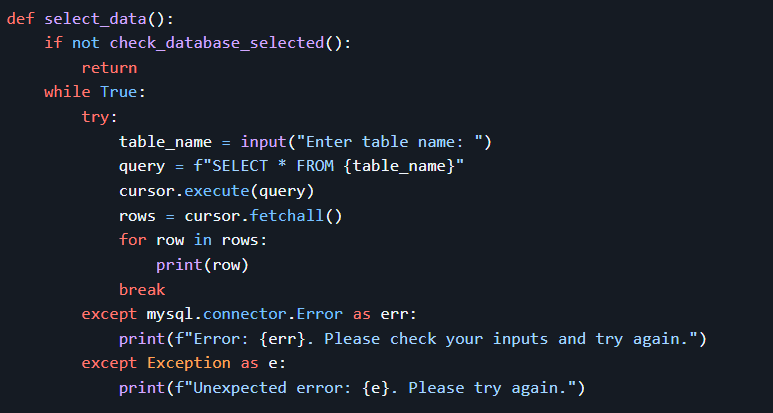 def select_data():
    if not check_database_selected():
        return
    while True:
        try:
            table_name = input("Enter table name: ")
            query = f"SELECT * FROM {table_name}"
            cursor.execute(query)
            rows = cursor.fetchall()
            for row in rows:
                print(row)
            break
        except mysql.connector.Error as err:
            print(f"Error: {err}. Please check your inputs and try again.")
        except Exception as e:
            print(f"Unexpected error: {e}. Please try again.")